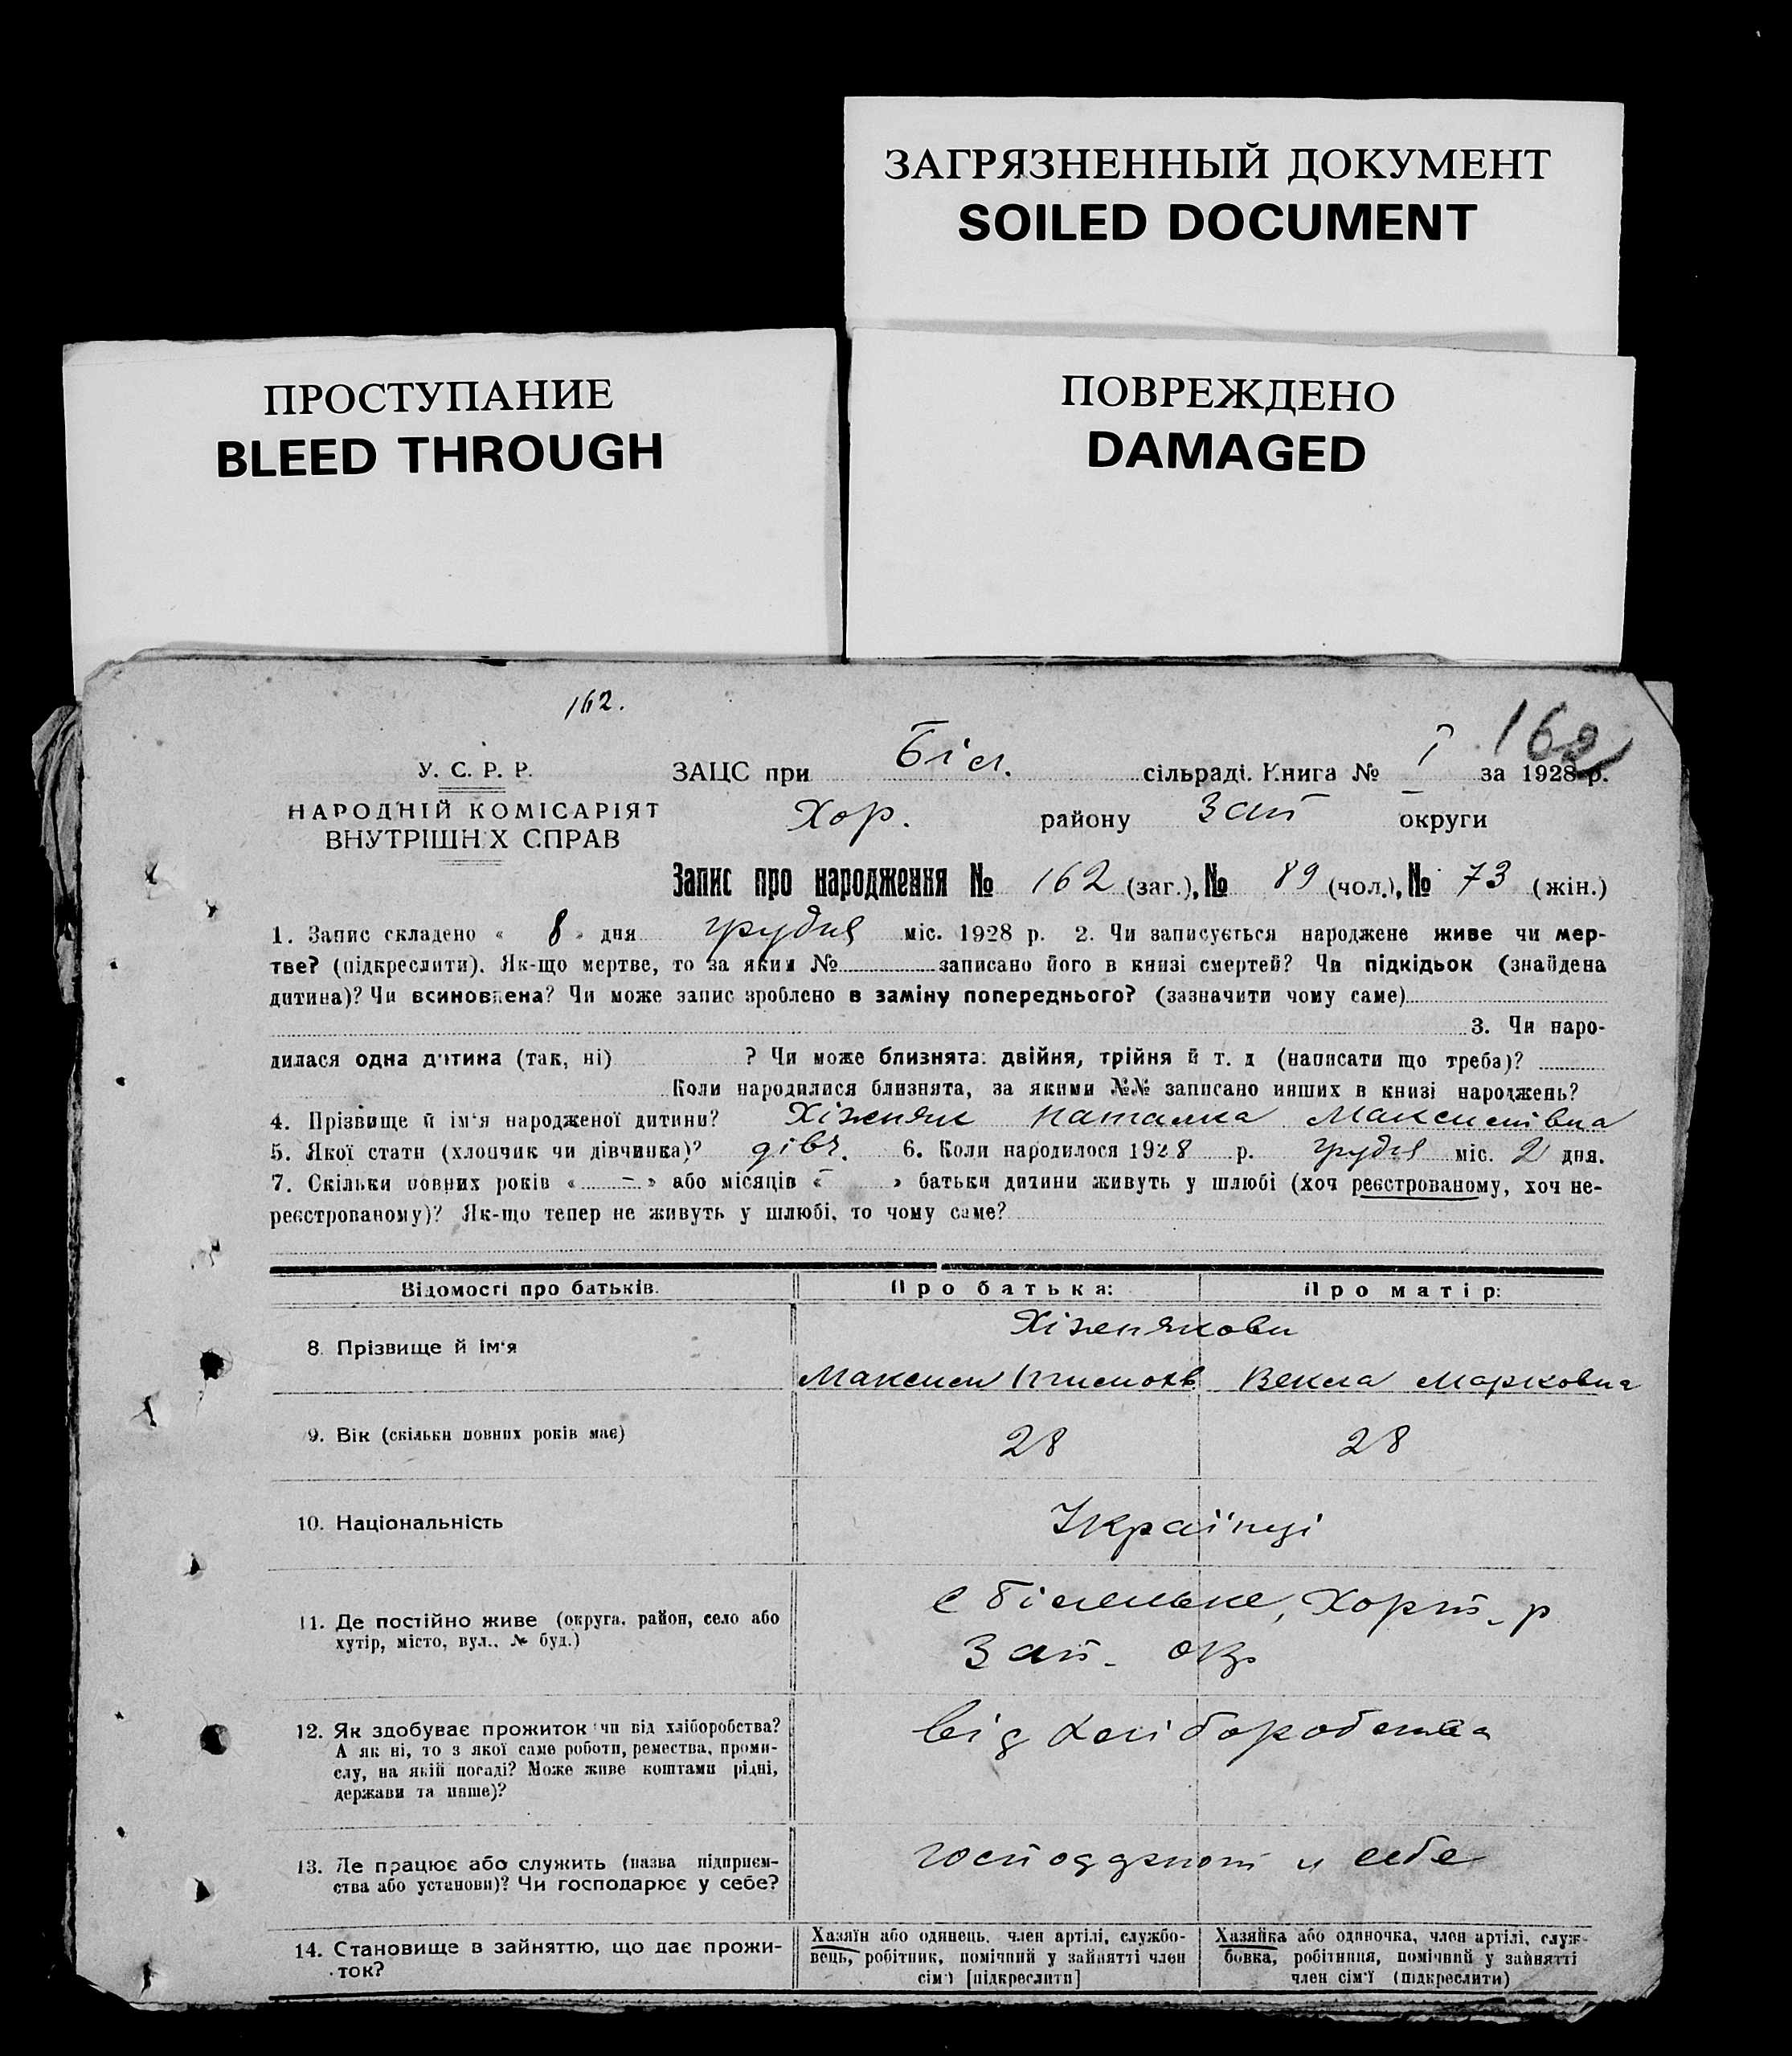 ЗАГРЯЗНЕННЫЙ ДОКУМЕНТ
SOILED DOCUMENT
ПРОСТУПАНИЕ
BLEED THROUGH
ПОВРЕЖДЕНО
DAMAGED
162.
162
У. С. Р. Р.
НАРОДНІЙ КОМІСАРІЯТ
ВНУТРІШНІХ СПРАВ
ЗАЦС при Біл. сільраді. Книга № I за 1928 р.
Хор. району Зап округи
Запис про народження № 162 (заг.), № 89 (чол.), № 73 (жін.)
1. Запис складено « 8 » дня грудня міс. 1928 р. 2. Чи записується народжене живе чи мер-
тве? (підкреслити). Як-що мертве, то за яким № записано його в книзі смертей? Чи підкідьок (знайдена
дитина)? Чи всиновлена? Чи може запис зроблено в заміну попереднього? (зазначити чому саме)
3. Чи наро-
дилася одна дитина (так, ні) ? Чи може близнята: двійня, трійня й т. д (написати що треба)?
Коли народилися близнята, за якими №№ записано инших в книзі народжень?
4. Прізвище й ім'я народженої дитини? Хіжняк Наталка Максимівна
5. Якої стати (хлопчик чи дівчинка)? дівч. 6. Коли народилося 1928 р. грудня міс. 2 дня.
7. Скільки повних років « – » або місяців « – » батьки дитини живуть у шлюбі (хоч реєстрованому, хоч не-
реєстрованому)? Як-що тепер не живуть у шлюбі, то чому саме?
Відомості про батьків.
Про батька:
Про матір:
8. Прізвище й ім'я
Хіжнякови
Максим
Векла Марковна
9. Вік (скільки повних років має)
28
28
10. Національність
Українці
11. Де постійно живе (округа, район, село або
хутір, місто, вул., № буд.)
с Біленьке, Хорт. р
Зап. окр.
12. Як здобуває прожиток чи від хліборобства?
А як ні, то з якої саме роботи, ремества, проми-
слу, на якій посаді? Може живе коштами рідні,
держави та инше)?
від хліборобства
13. Де працює або служить (назва підприєм-
ства або установи)? Чи господарює у себе?
у себе
14. Становище в зайняттю, що дає прожи-
ток?
Хазяїн або одинець, член артілі, службо-
вець, робітник, помічний у зайнятті член
сім'ї [підкреслити]
Хазяйка або одиночка, член артілі, служ-
бовка, робітниця, помічний у зайнятті
член сім'ї (підкреслити)